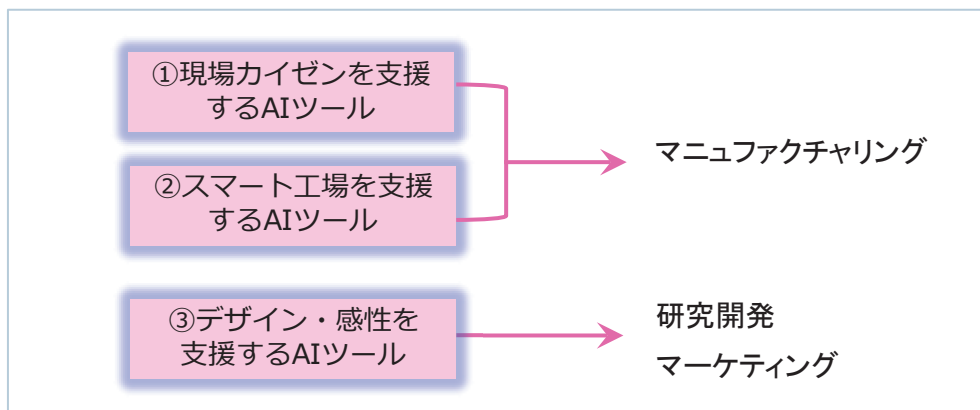 ①現場カイゼンを支援
するAIツール
マニュファクチャリング
②スマート工場を支援
するAIツール
③デザイン・感性を
支援するAIツール
研究開発
マーケティング